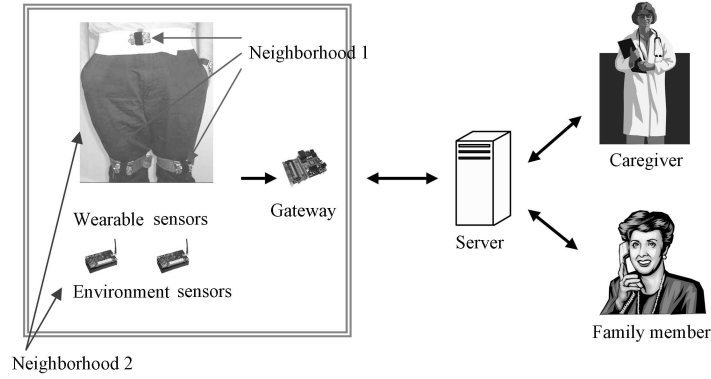 Neighborhood 1
Caregiver
Gateway
Wearable sensors
Server
Environment sensors
Family member
Neighborhood 2